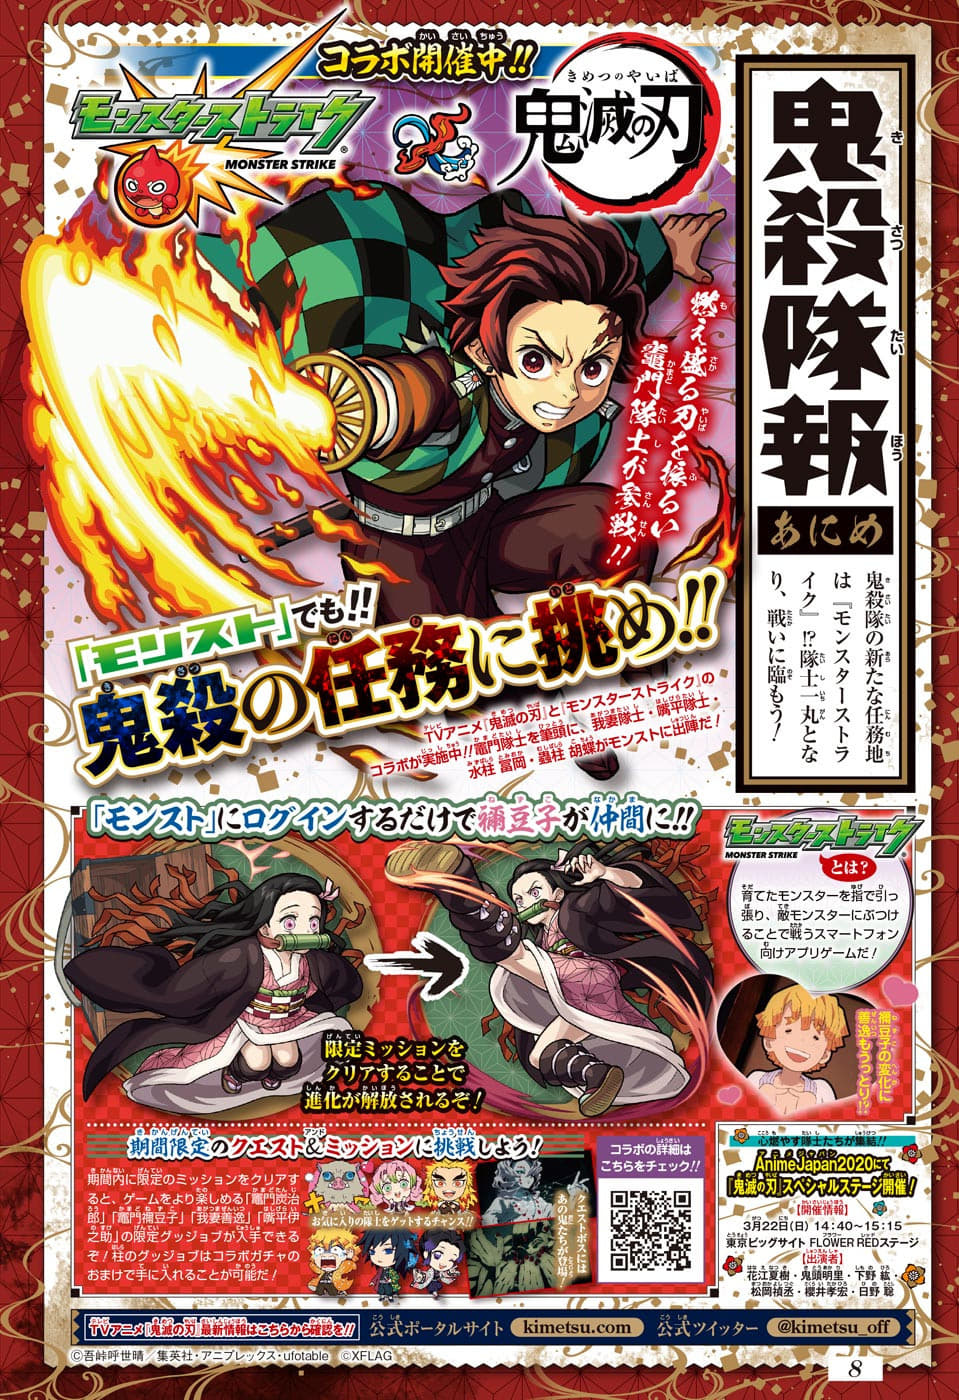 コラボ開催中!!
モンスターストライク
MONSTER STRIKE
きめつのやいば
鬼滅の刃
鬼殺隊報
あにめ
鬼殺隊の新たな任務地
は『モンスターストラ
イク』!?隊士一丸とな
り、戦いに臨もう!
燃え盛る刃を振るい
竈門隊士が参戦!!
「モンスト」でも!!
鬼殺の任務に挑め!!
TVアニメ『鬼滅の刃』と『モンスターストライク』の
コラボが実施中!!竈門隊士を筆頭に、我妻隊士・嘴平隊士・
水柱 冨岡・蟲柱 胡蝶がモンストに出陣だ!
「モンスト」にログインするだけで禰豆子が仲間に!!
限定ミッションを
クリアすることで
進化が解放されるぞ!
モンスターストライク
MONSTER STRIKE
とは?
育てたモンスターを指で引っ
張り、敵モンスターにぶつけ
ることで戦うスマートフォン
向けアプリゲームだ!
禰豆子の変化に
善逸もうっとり!?
期間限定のクエスト&ミッションに挑戦しよう!
期間内に限定のミッションをクリアす
ると、ゲームをより楽しめる「竈門炭治
郎」「竈門禰豆子」「我妻善逸」「嘴平伊
之助」の限定グッジョブが入手できる
ぞ!柱のグッジョブはコラボガチャの
おまけで手に入れることが可能だ!
お気に入りの隊士をゲットするチャンス!!
クエストボスには
あの鬼たちが!!
コラボの詳細は
こちらをチェック!!
心燃やす隊士たちが集結!!
AnimeJapan2020にて
『鬼滅の刃』スペシャルステージ開催!
【開催情報】
3月22日(日) 14:40~15:15
東京ビッグサイト FLOWER REDステージ
【出演者】
花江夏樹・鬼頭明里・下野 紘・
松岡禎丞・櫻井孝宏・日野 聡
TVアニメ『鬼滅の刃』最新情報はこちらから確認を!!
公式ポータルサイト
kimetsu.com
公式ツイッター
@kimetsu_off
©吾峠呼世晴/集英社・アニプレックス・ufotable ©XFLAG
8